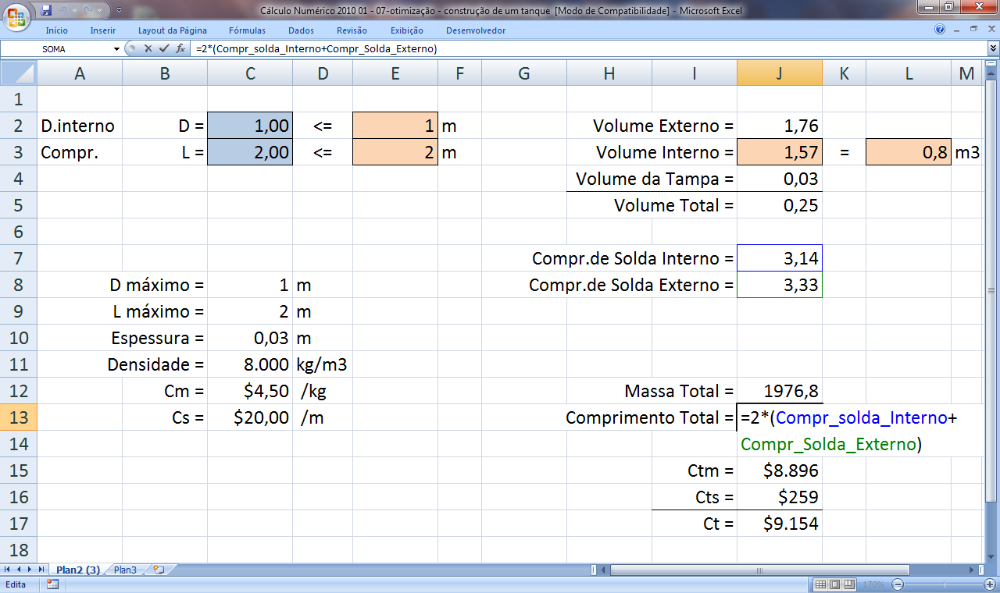 Cálculo Numérico 2010 01 - 07-otimização - construção de um tanque [Modo de Compatibilidade] - Microsoft Excel
Início Inserir Layout da Página Fórmulas Dados Revisão Exibição Desenvolvedor
SOMA =2*(Compr_solda_Interno+Compr_Solda_Externo)
A B C D E F G H I J K L M
1
2 D.interno D = 1,00 <= 1 m Volume Externo = 1,76
3 Compr. L = 2,00 <= 2 m Volume Interno = 1,57 = 0,8 m3
4 Volume da Tampa = 0,03
5 Volume Total = 0,25
6
7 Compr.de Solda Interno = 3,14
8 D máximo = 1 m Compr.de Solda Externo = 3,33
9 L máximo = 2 m
10 Espessura = 0,03 m
11 Densidade = 8.000 kg/m3
12 Cm = $4,50 /kg Massa Total = 1976,8
13 Cs = $20,00 /m Comprimento Total = =2*(Compr_solda_Interno+
14 Compr_Solda_Externo)
15 Ctm = $8.896
16 Cts = $259
17 Ct = $9.154
18
Plan2 (3) Plan3
Edita 170%